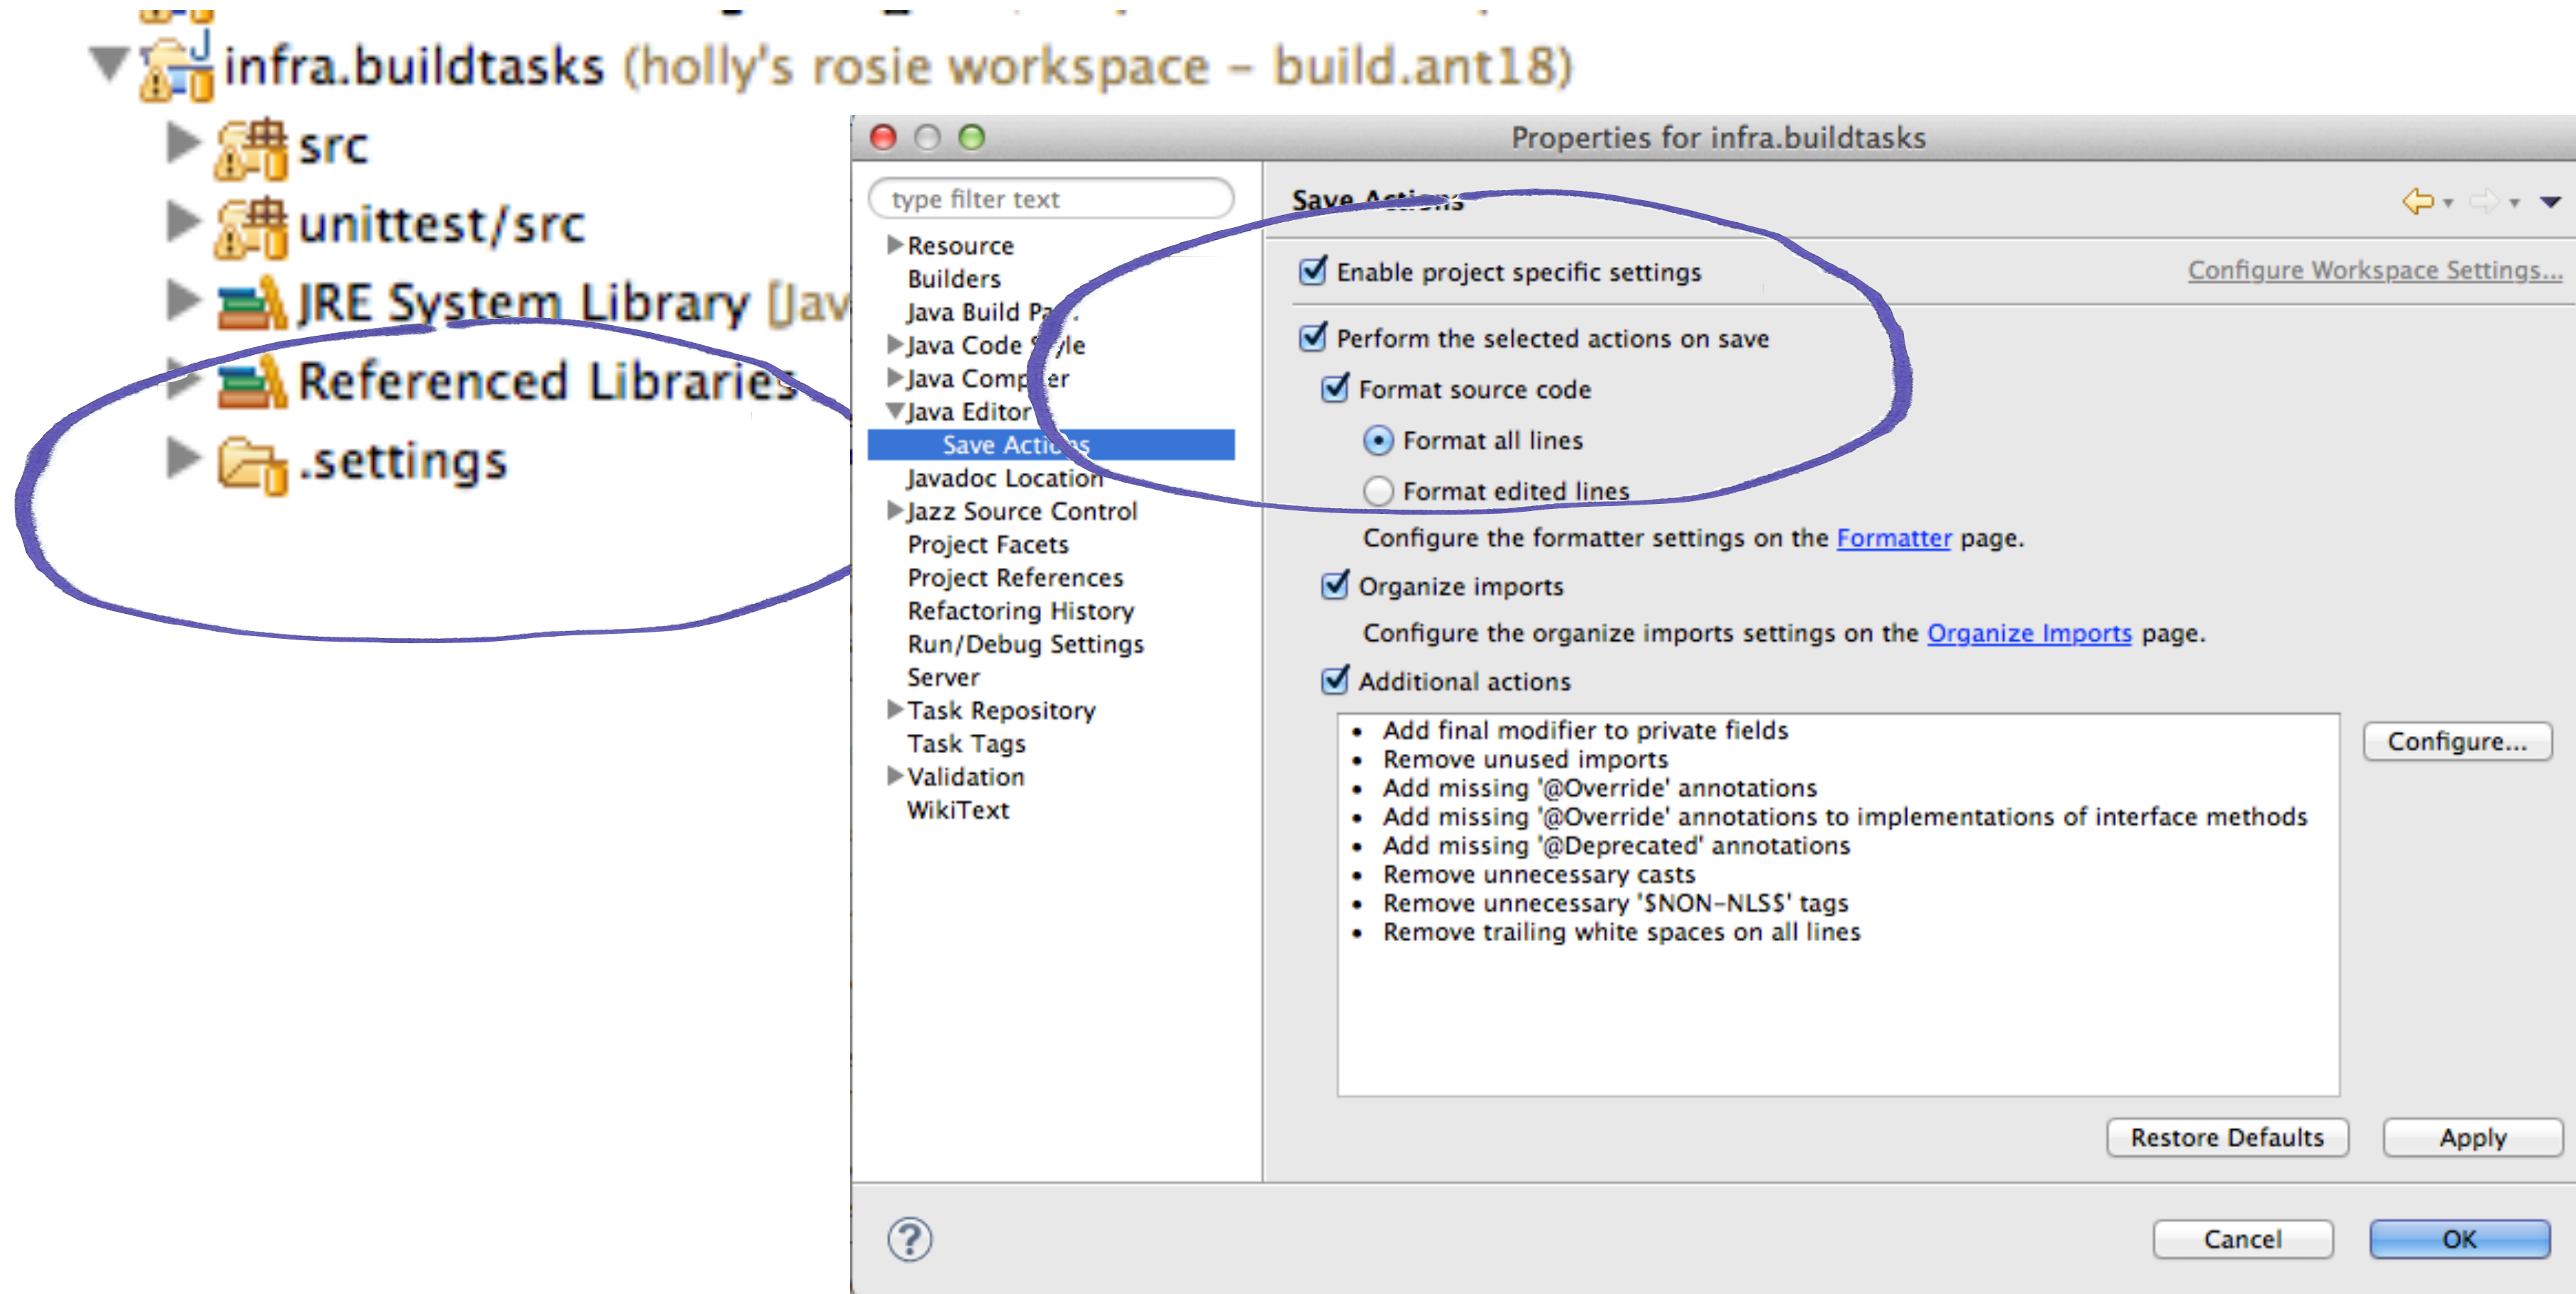 infra.buildtasks (holly's rosie workspace – build.ant18)
src
unittest/src
JRE System Library [Jav
Referenced Libraries
.settings
Properties for infra.buildtasks
type filter text
Resource
Builders
Java Build Pa
Java Code Style
Java Compiler
Java Editor
Save Actions
Javadoc Location
Jazz Source Control
Project Facets
Project References
Refactoring History
Run/Debug Settings
Server
Task Repository
Task Tags
Validation
WikiText
Save Actions
Enable project specific settings
Configure Workspace Settings...
Perform the selected actions on save
Format source code
Format all lines
Format edited lines
Configure the formatter settings on the Formatter page.
Organize imports
Configure the organize imports settings on the Organize Imports page.
Additional actions
• Add final modifier to private fields
• Remove unused imports
• Add missing '@Override' annotations
• Add missing '@Override' annotations to implementations of interface methods
• Add missing '@Deprecated' annotations
• Remove unnecessary casts
• Remove unnecessary '$NON-NLS$' tags
• Remove trailing white spaces on all lines
Configure...
Restore Defaults
Apply
?
Cancel
OK